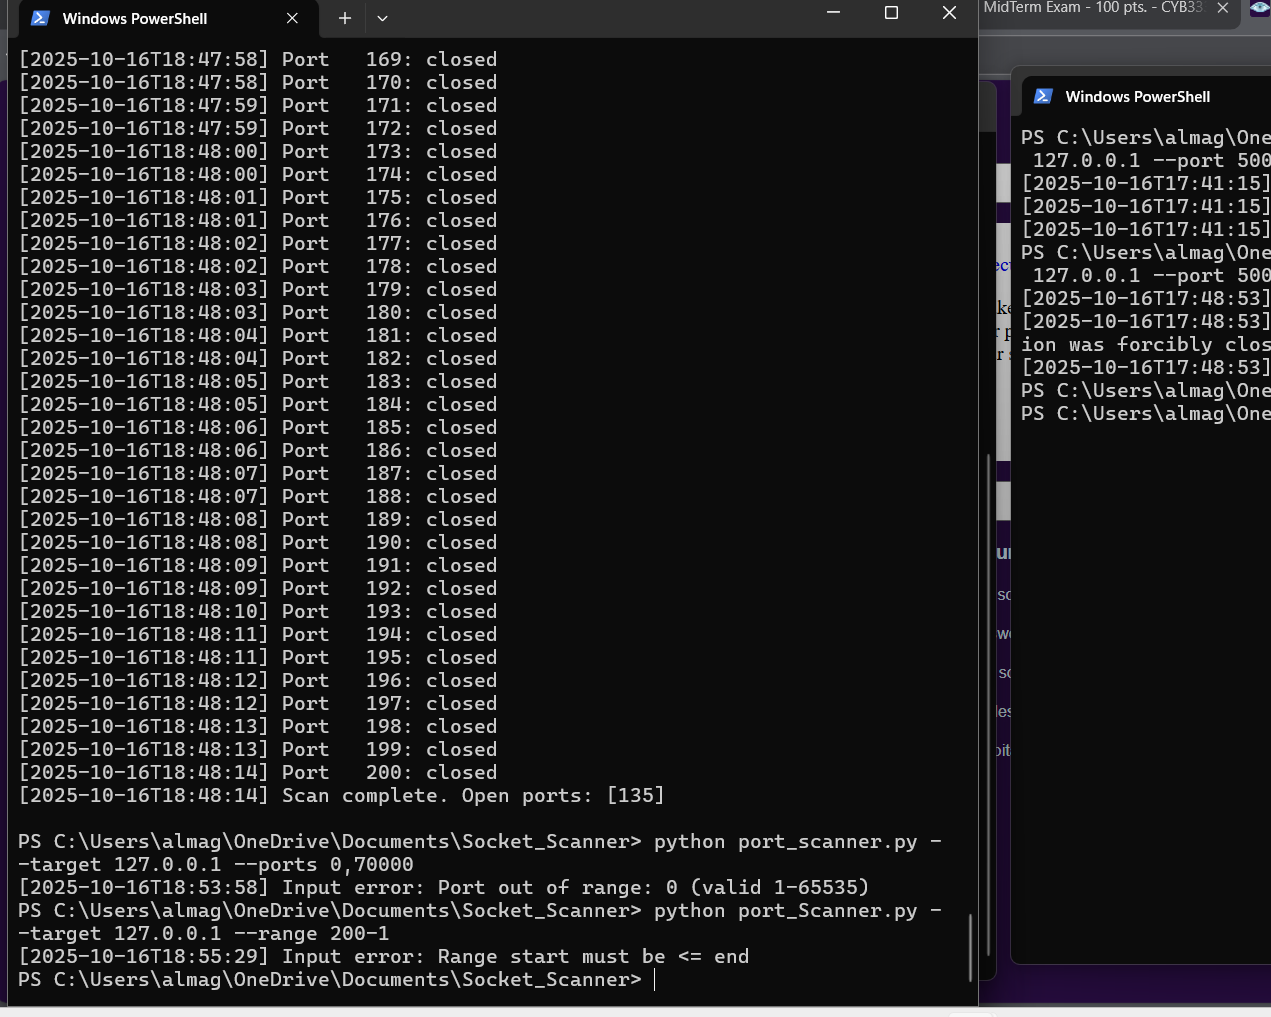 Windows PowerShell
[2025-10-16T18:47:58] Port   169: closed
[2025-10-16T18:47:58] Port   170: closed
[2025-10-16T18:47:59] Port   171: closed
[2025-10-16T18:47:59] Port   172: closed
[2025-10-16T18:48:00] Port   173: closed
[2025-10-16T18:48:00] Port   174: closed
[2025-10-16T18:48:01] Port   175: closed
[2025-10-16T18:48:01] Port   176: closed
[2025-10-16T18:48:02] Port   177: closed
[2025-10-16T18:48:02] Port   178: closed
[2025-10-16T18:48:03] Port   179: closed
[2025-10-16T18:48:03] Port   180: closed
[2025-10-16T18:48:04] Port   181: closed
[2025-10-16T18:48:04] Port   182: closed
[2025-10-16T18:48:05] Port   183: closed
[2025-10-16T18:48:05] Port   184: closed
[2025-10-16T18:48:06] Port   185: closed
[2025-10-16T18:48:06] Port   186: closed
[2025-10-16T18:48:07] Port   187: closed
[2025-10-16T18:48:07] Port   188: closed
[2025-10-16T18:48:08] Port   189: closed
[2025-10-16T18:48:08] Port   190: closed
[2025-10-16T18:48:09] Port   191: closed
[2025-10-16T18:48:09] Port   192: closed
[2025-10-16T18:48:10] Port   193: closed
[2025-10-16T18:48:11] Port   194: closed
[2025-10-16T18:48:11] Port   195: closed
[2025-10-16T18:48:12] Port   196: closed
[2025-10-16T18:48:12] Port   197: closed
[2025-10-16T18:48:13] Port   198: closed
[2025-10-16T18:48:13] Port   199: closed
[2025-10-16T18:48:14] Port   200: closed
[2025-10-16T18:48:14] Scan complete. Open ports: [135]
PS C:\Users\almag\OneDrive\Documents\Socket_Scanner> python port_scanner.py -
-target 127.0.0.1 --ports 0,70000
[2025-10-16T18:53:58] Input error: Port out of range: 0 (valid 1-65535)
PS C:\Users\almag\OneDrive\Documents\Socket_Scanner> python port_Scanner.py -
-target 127.0.0.1 --range 200-1
[2025-10-16T18:55:29] Input error: Range start must be <= end
PS C:\Users\almag\OneDrive\Documents\Socket_Scanner>
MidTerm Exam - 100 pts. - CYB33
Windows PowerShell
PS C:\Users\almag\One
127.0.0.1 --port 500
[2025-10-16T17:41:15]
[2025-10-16T17:41:15]
[2025-10-16T17:41:15]
PS C:\Users\almag\One
127.0.0.1 --port 500
[2025-10-16T17:48:53]
[2025-10-16T17:48:53]
ion was forcibly clos
[2025-10-16T17:48:53]
PS C:\Users\almag\One
PS C:\Users\almag\One